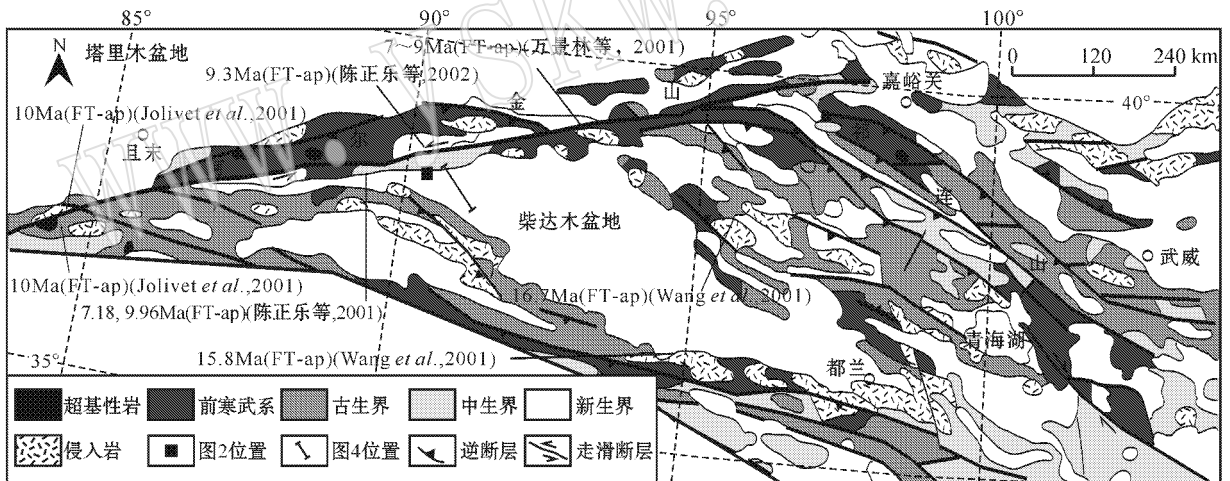 85°
90°
95°
100°
N
塔里木盆地
7～9Ma(FT-ap)(万景林等，2001)
9.3Ma(FT-ap)(陈正乐等,2002)
0 120 240 km
嘉峪关
40°
10Ma(FT-ap)(Jolivet et al.,2001)
且末
金
山
东
祁
连
山
柴达木盆地
武威
10Ma(FT-ap)(Jolivet et al.,2001)
16.7Ma(FT-ap)(Wang et al.,2001)
7.18, 9.96Ma(FT-ap)(陈正乐等,2001)
青海湖
35°
15.8Ma(FT-ap)(Wang et al.,2001)
都兰
超基性岩 前寒武系 古生界 中生界 新生界
侵入岩 图2位置 图4位置 逆断层 走滑断层